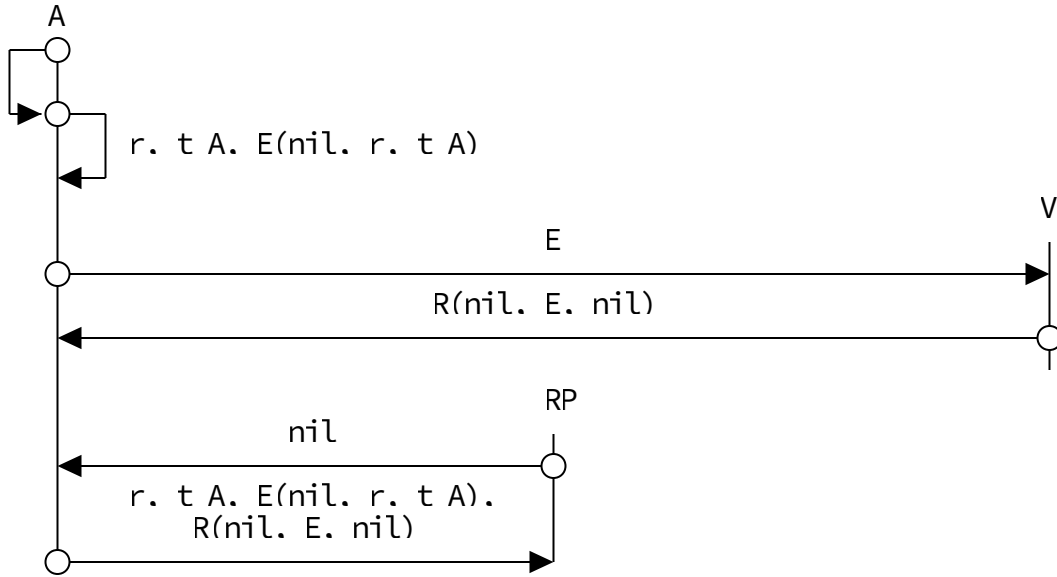 A
r, t A, E(nil, r, t A)
V
E
R(nil, E, nil)
RP
nil
r, t A, E(nil, r, t A),
R(nil, E, nil)